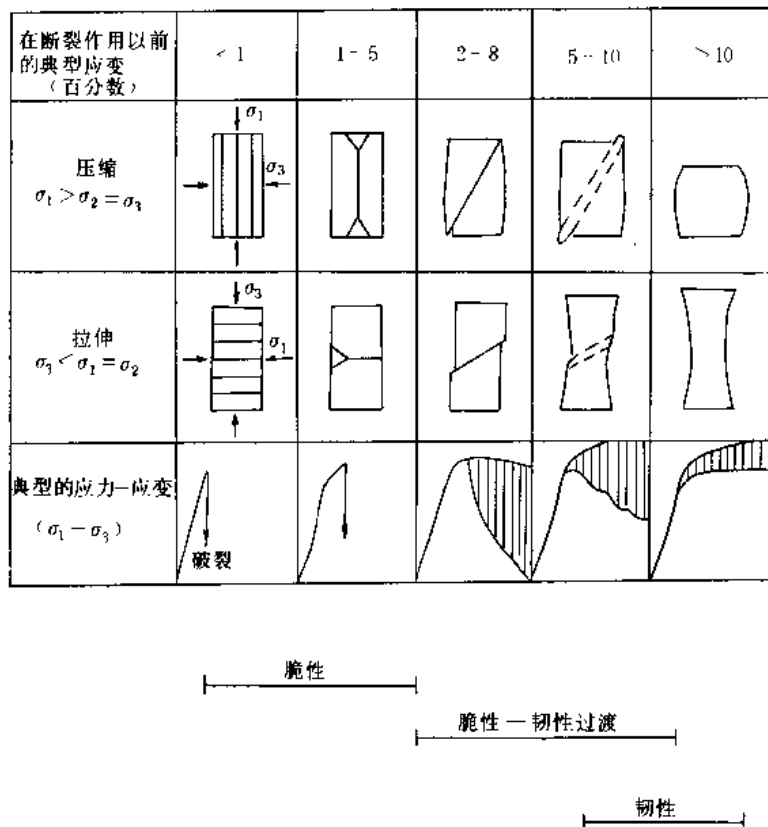 在断裂作用以前
的典型应变
（百分数）
< 1
1-5
2-8
5-10
>10
压缩
σ₁>σ₂=σ₃
σ₁
σ₃
拉伸
σ₃<σ₁=σ₂
σ₃
σ₁
典型的应力-应变
(σ₁-σ₃)
破裂
脆性
脆性一韧性过渡
韧性